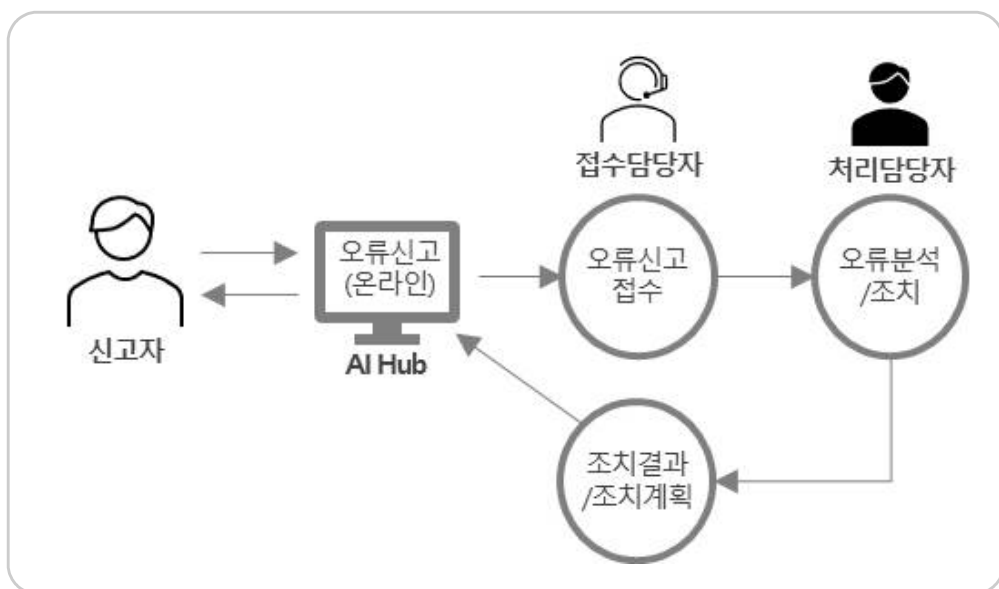 접수담당자
처리담당자
신고자
오류신고
(온라인)
AI Hub
오류신고
접수
오류분석
/조치
조치결과
/조치계획